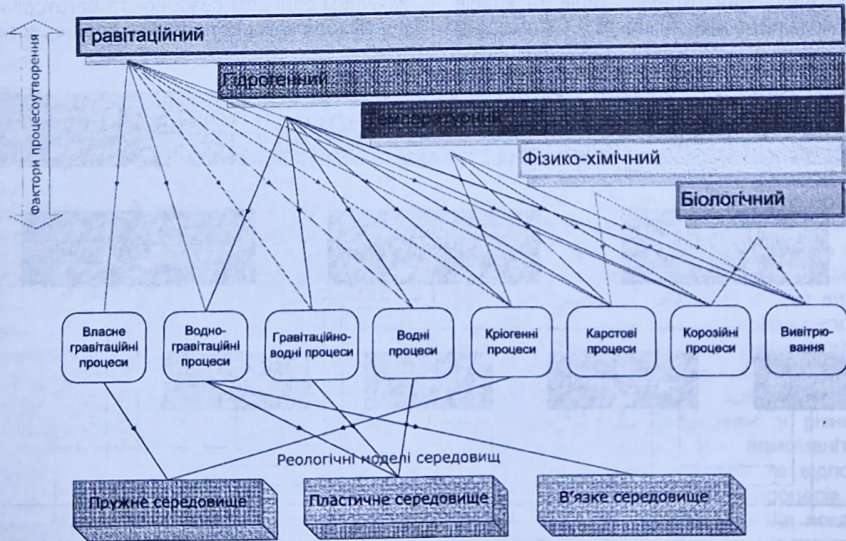 Фактори процесоутворення
Гравітаційний
Гідрогенний
Температурний
Фізико-хімічний
Біологічний
Власне
гравітаційні
процеси
Водно-
гравітаційні
процеси
Гравітаційно-
водні процеси
Водні
процеси
Кріогенні
процеси
Карстові
процеси
Корозійні
процеси
Вивітрю-
вання
Реологічні моделі середовищ
Пружне середовище
Пластичне середовище
В'язке середовище